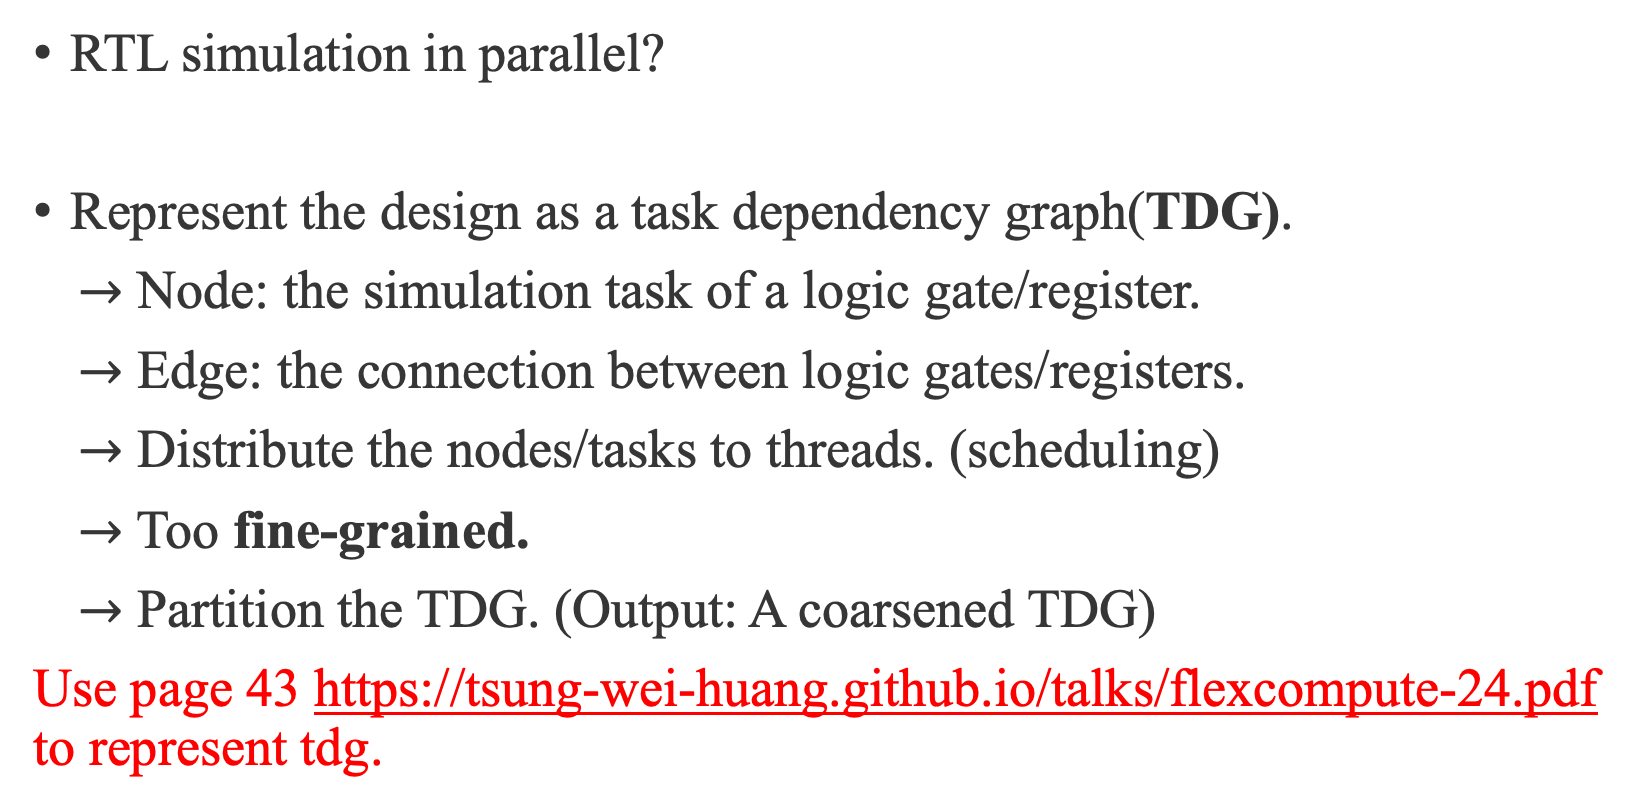 • RTL simulation in parallel?
• Represent the design as a task dependency graph(TDG).
→ Node: the simulation task of a logic gate/register.
→ Edge: the connection between logic gates/registers.
→ Distribute the nodes/tasks to threads. (scheduling)
→ Too fine-grained.
→ Partition the TDG. (Output: A coarsened TDG)
Use page 43 https://tsung-wei-huang.github.io/talks/flexcompute-24.pdf
to represent tdg.